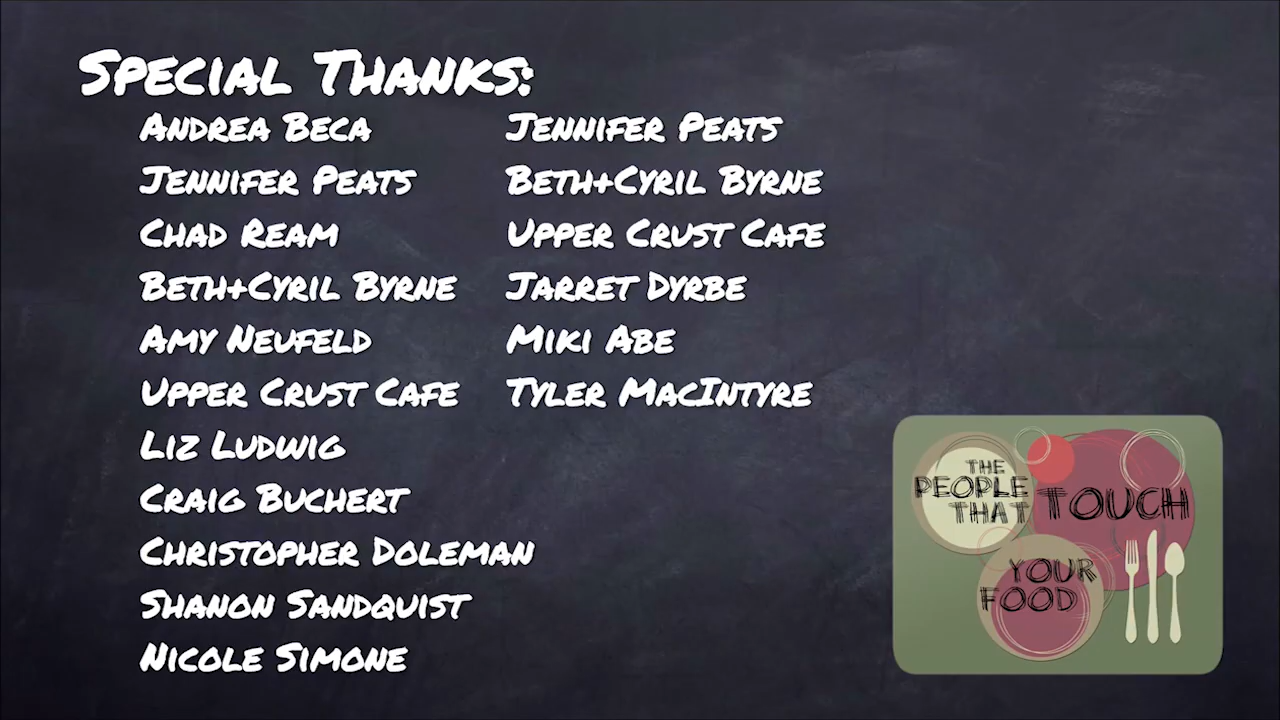 Special Thanks:
Andrea Beca
Jennifer Peats
Chad Ream
Beth+Cyril Byrne
Amy Neufeld
Upper Crust Cafe
Liz Ludwig
Craig Buchert
Christopher Doleman
Shanon Sandquist
Nicole Simone
Jennifer Peats
Beth+Cyril Byrne
Upper Crust Cafe
Jarret Dyrbe
Miki Abe
Tyler MacIntyre
THE
PEOPLE
THAT TOUCH
YOUR
FOOD